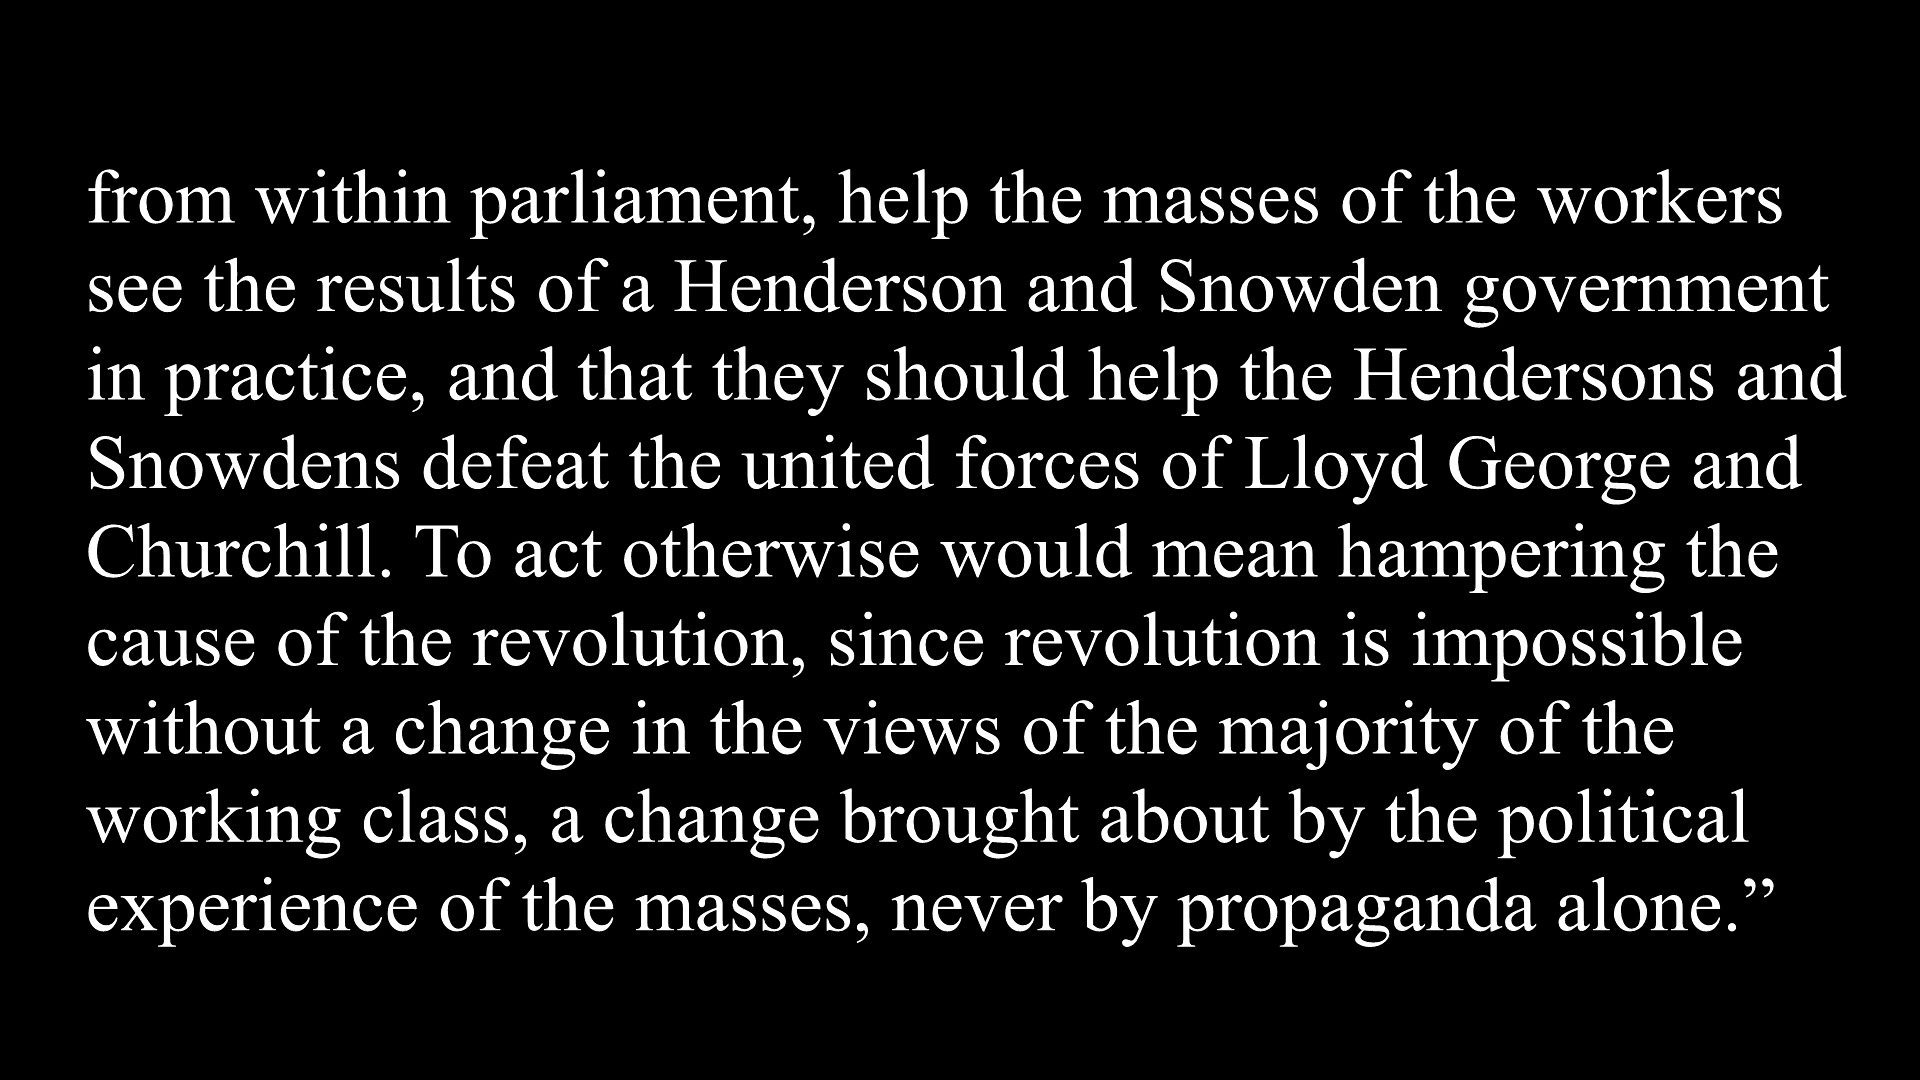 from within parliament, help the masses of the workers
see the results of a Henderson and Snowden government
in practice, and that they should help the Hendersons and
Snowdens defeat the united forces of Lloyd George and
Churchill. To act otherwise would mean hampering the
cause of the revolution, since revolution is impossible
without a change in the views of the majority of the
working class, a change brought about by the political
experience of the masses, never by propaganda alone.”